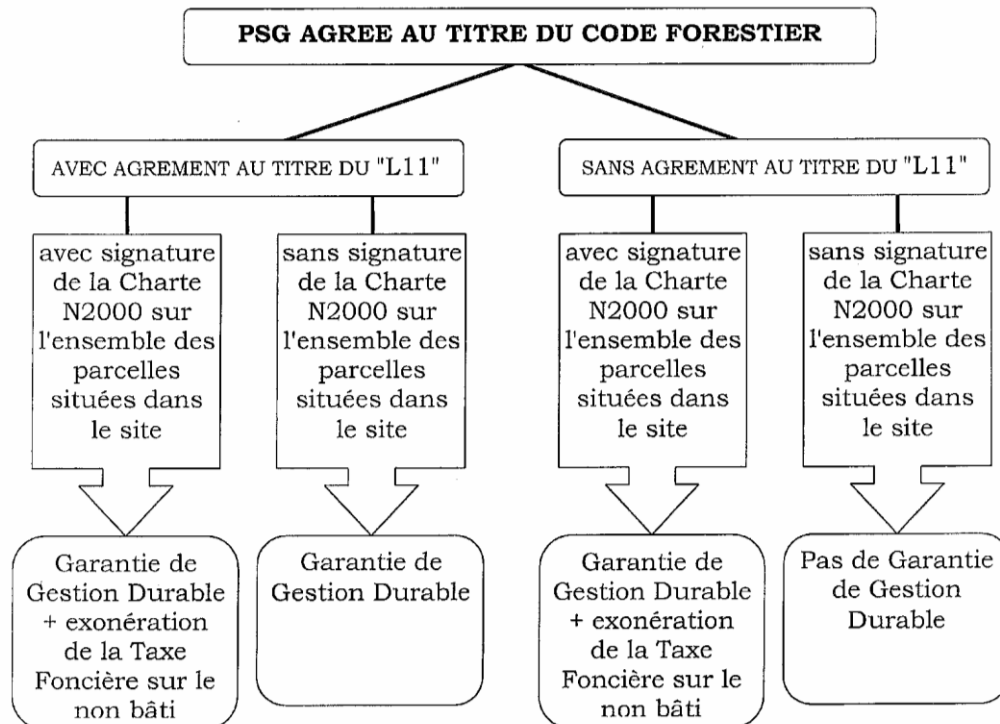 PSG AGREE AU TITRE DU CODE FORESTIER
AVEC AGREMENT AU TITRE DU "L11"
SANS AGREMENT AU TITRE DU "L11"
avec signature
de la Charte
N2000 sur
l'ensemble des
parcelles
situées dans
le site
sans signature
de la Charte
N2000 sur
l'ensemble des
parcelles
situées dans
le site
avec signature
de la Charte
N2000 sur
l'ensemble des
parcelles
situées dans
le site
sans signature
de la Charte
N2000 sur
l'ensemble des
parcelles
situées dans
le site
Garantie de
Gestion Durable
+ exonération
de la Taxe
Foncière sur le
non bâti
Garantie de
Gestion Durable
Garantie de
Gestion Durable
+ exonération
de la Taxe
Foncière sur le
non bâti
Pas de Garantie
de Gestion
Durable